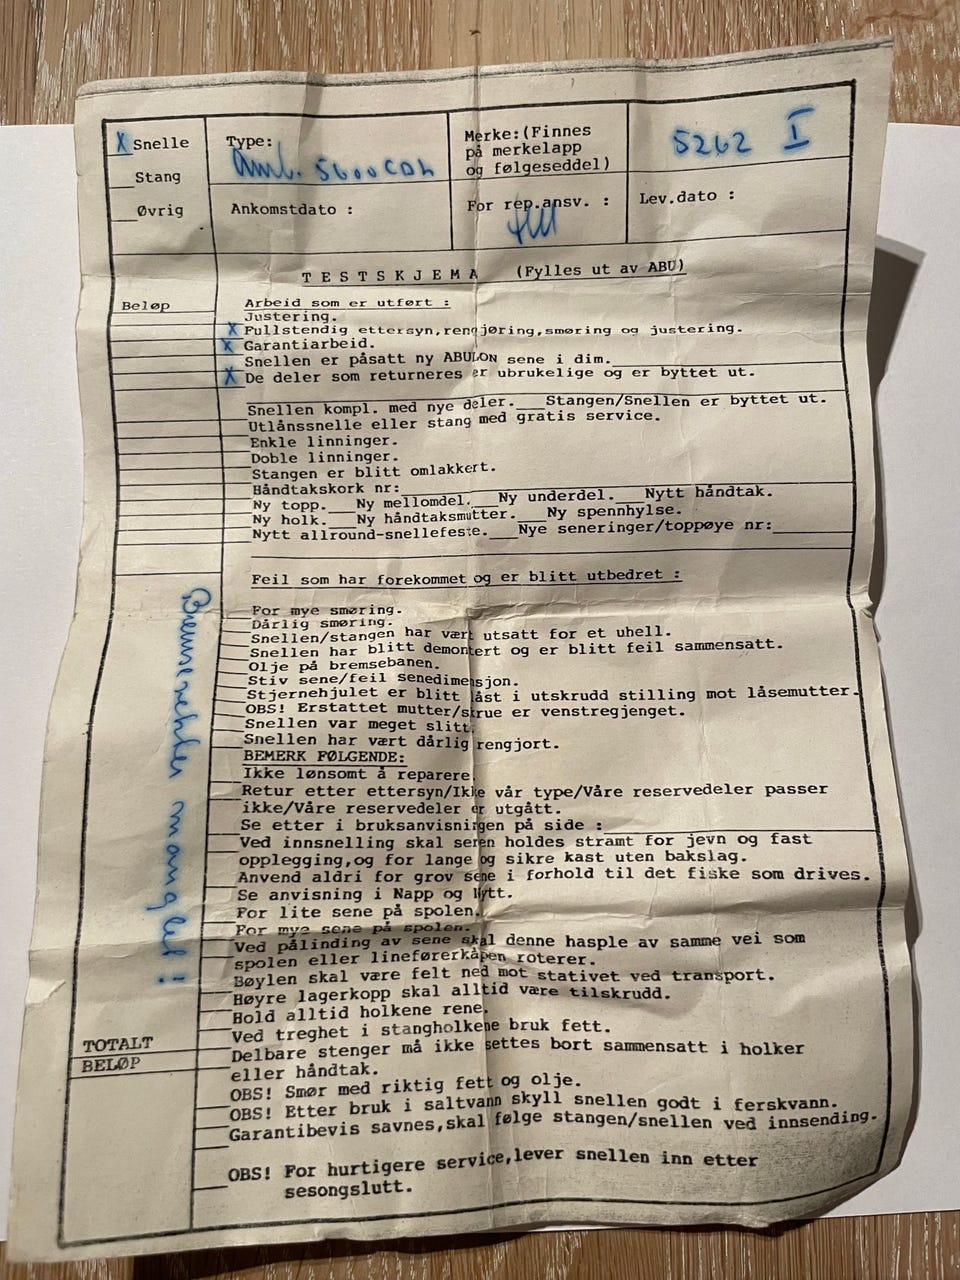 X Snelle
__Stang
__Øvrig
Type:
Amb. 5600CDL
Ankomstdato :
Merke:(Finnes
på merkelapp
og følgeseddel)
5262 I
For rep.ansv. :
Lev.dato :
TESTSKJEMA (Fylles ut av ABU)
Beløp
Arbeid som er utført :
Justering.
X Fullstendig ettersyn,rengjøring,smøring og justering.
X Garantiarbeid.
Snellen er påsatt ny ABULON sene i dim.
X De deler som returneres er ubrukelige og er byttet ut.
Snellen kompl. med nye deler.___Stangen/Snellen er byttet ut.
Utlånssnelle eller stang med gratis service.
Enkle linninger.
Doble linninger.
Stangen er blitt omlakkert.
Håndtakskork nr:
Ny topp.___Ny mellomdel.___Ny underdel.___Nytt håndtak.
Ny holk.___Ny håndtaksmutter.___Ny spennhylse.
Nytt allround-snellefeste.___Nye seneringer/toppøye nr:
Feil som har forekommet og er blitt utbedret :
For mye smøring.
Dårlig smøring.
Snellen/stangen har vært utsatt for et uhell.
Snellen har blitt demontert og er blitt feil sammensatt.
Olje på bremsebanen.
Stiv sene/feil senedimensjon.
Stjernehjulet er blitt låst i utskrudd stilling mot låsemutter.
OBS! Erstattet mutter/skrue er venstregjenget.
Snellen var meget slitt.
Snellen har vært dårlig rengjort.
BEMERK FØLGENDE:
Ikke lønsomt å reparere.
Retur etter ettersyn/Ikke vår type/Våre reservedeler passer
ikke/Våre reservedeler er utgått.
Se etter i bruksanvisningen på side :
Ved innsnelling skal senen holdes stramt for jevn og fast
opplegging,og for lange og sikre kast uten bakslag.
Anvend aldri for grov sene i forhold til det fiske som drives.
Se anvisning i Napp og Nytt.
For lite sene på spolen.
For mye sene på spolen.
Ved pålinding av sene skal denne hasple av samme vei som
spolen eller lineførerkåpen roterer.
Bøylen skal være felt ned mot stativet ved transport.
Høyre lagerkopp skal alltid være tilskrudd.
Hold alltid holkene rene.
Ved treghet i stangholkene bruk fett.
Delbare stenger må ikke settes bort sammensatt i holker
eller håndtak.
OBS! Smør med riktig fett og olje.
OBS! Etter bruk i saltvann skyll snellen godt i ferskvann.
Garantibevis savnes,skal følge stangen/snellen ved innsending.
OBS! For hurtigere service,lever snellen inn etter
sesongslutt.
manglet !
TOTALT
BELØP